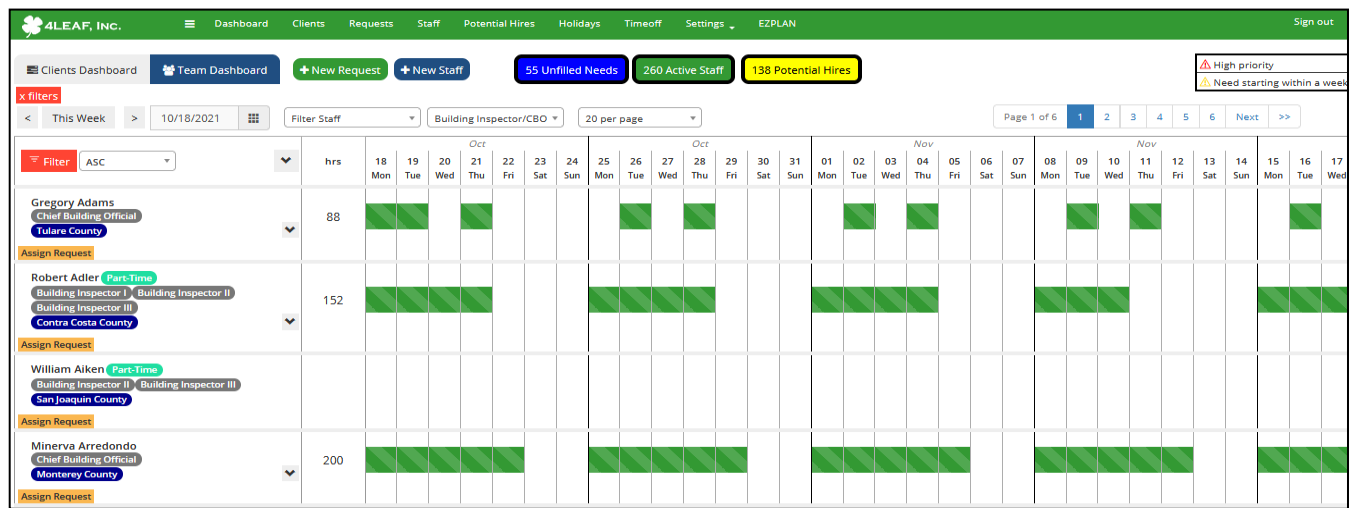 4LEAF, INC. Dashboard Clients Requests Staff Potential Hires Holidays Timeoff Settings EZPLAN Sign out
Clients Dashboard Team Dashboard + New Request + New Staff 55 Unfilled Needs 260 Active Staff 138 Potential Hires
High priority
Need starting within a week
x filters
< This Week > 10/18/2021 Filter Staff Building Inspector/CBO 20 per page Page 1 of 6 1 2 3 4 5 6 Next >>
Oct Oct Nov Nov
Filter ASC hrs 18 19 20 21 22 23 24 25 26 27 28 29 30 31 01 02 03 04 05 06 07 08 09 10 11 12 13 14 15 16 17
Mon Tue Wed Thu Fri Sat Sun Mon Tue Wed Thu Fri Sat Sun Mon Tue Wed Thu Fri Sat Sun Mon Tue Wed Thu Fri Sat Sun Mon Tue Wed
Gregory Adams
Chief Building Official 88
Tulare County
Assign Request
Robert Adler Part-Time
Building Inspector I Building Inspector II
Building Inspector III 152
Contra Costa County
Assign Request
William Aiken Part-Time
Building Inspector II Building Inspector III
San Joaquin County
Assign Request
Minerva Arredondo
Chief Building Official 200
Monterey County
Assign Request